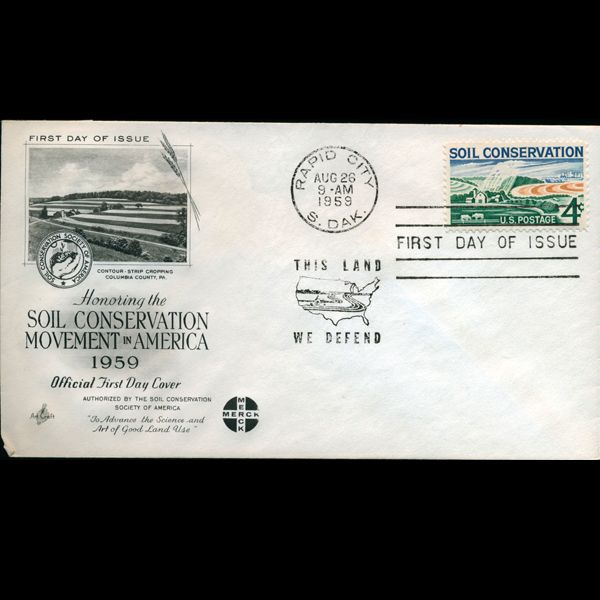 FIRST DAY OF ISSUE
SOIL CONSERVATION SOCIETY OF AMERICA
CONTOUR-STRIP CROPPING
COLUMBIA COUNTY, PA.
Honoring the
SOIL CONSERVATION
MOVEMENT IN AMERICA
1959
Official First Day Cover
AUTHORIZED BY THE SOIL CONSERVATION
SOCIETY OF AMERICA
"To Advance the Science and
Art of Good Land Use"
Art Craft
MERCK
MERCK
RAPID CITY
AUG 26
9-AM
1959
S. DAK.
THIS LAND
WE DEFEND
SOIL CONSERVATION
U.S. POSTAGE 4¢
FIRST DAY OF ISSUE